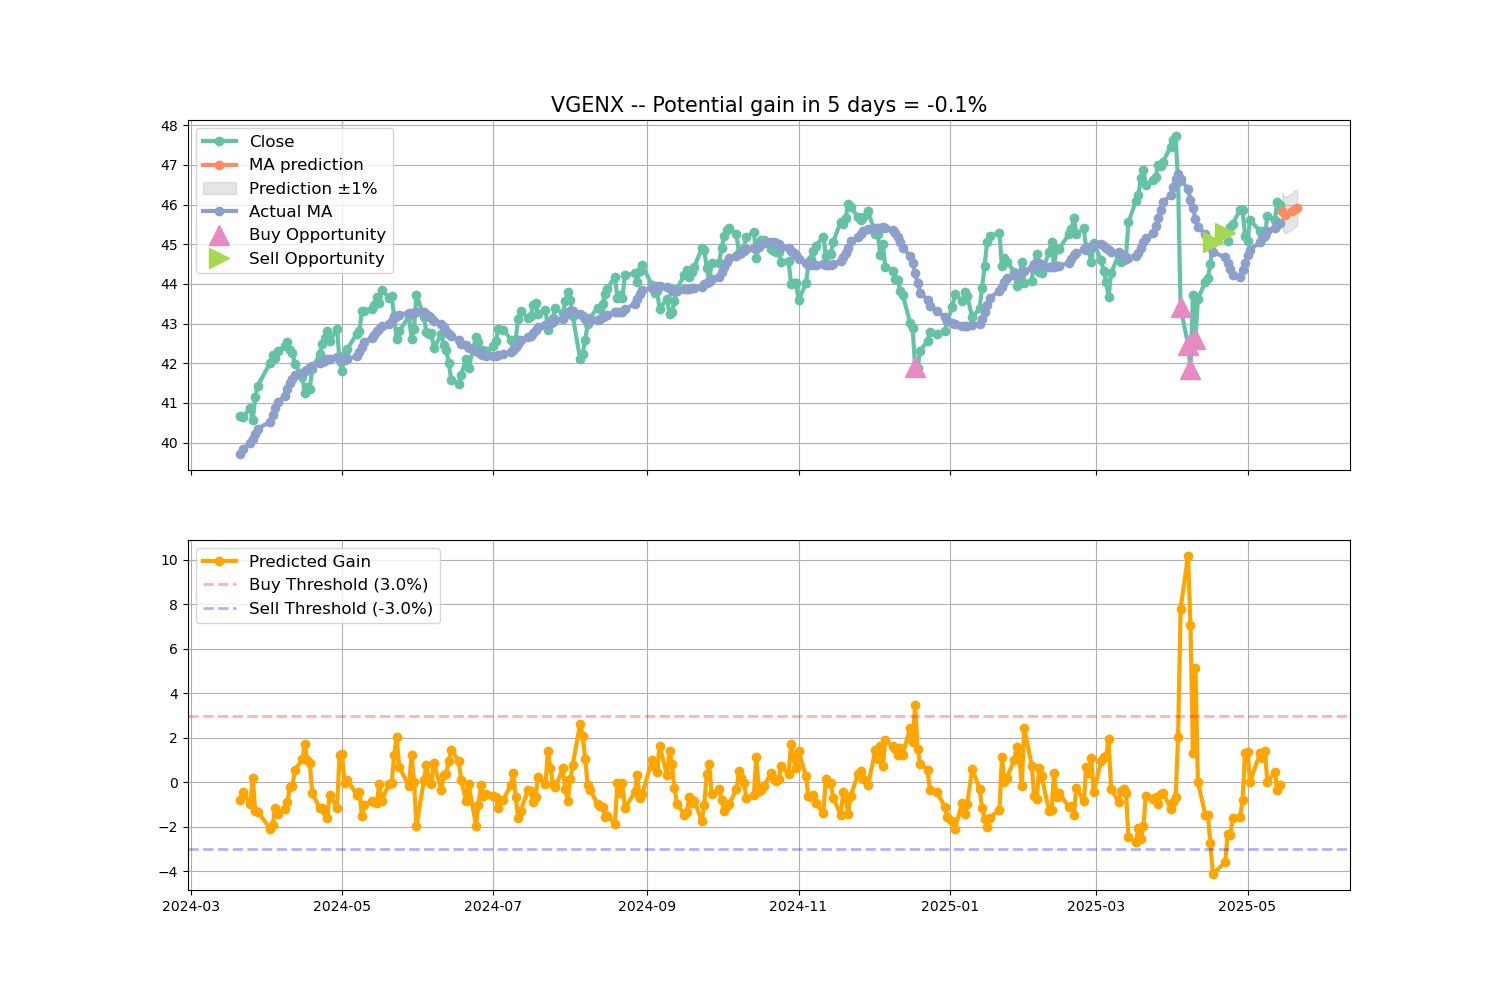 VGENX -- Potential gain in 5 days = -0.1%
48
47
46
45
44
43
42
41
40
Close
MA prediction
Prediction ±1%
Actual MA
Buy Opportunity
Sell Opportunity
10
8
6
4
2
0
−2
−4
Predicted Gain
Buy Threshold (3.0%)
Sell Threshold (-3.0%)
2024-03
2024-05
2024-07
2024-09
2024-11
2025-01
2025-03
2025-05